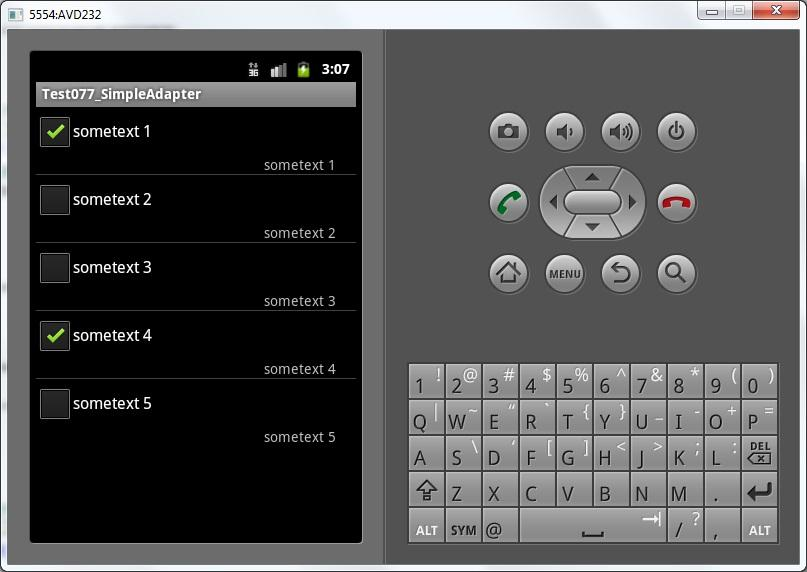 5554:AVD232
3G 3:07
Test077_SimpleAdapter
sometext 1
sometext 1
sometext 2
sometext 2
sometext 3
sometext 3
sometext 4
sometext 4
sometext 5
sometext 5
MENU
1 ! 2 @ 3 # 4 $ 5 % 6 ^ 7 & 8 * 9 ( 0 )
Q | W ~ E “ R ` T { Y } U _ I - O + P =
A S \ D ‘ F [ G ] H < J > K ; L : DEL
Z X C V B N M .
ALT SYM @ / ? , ALT